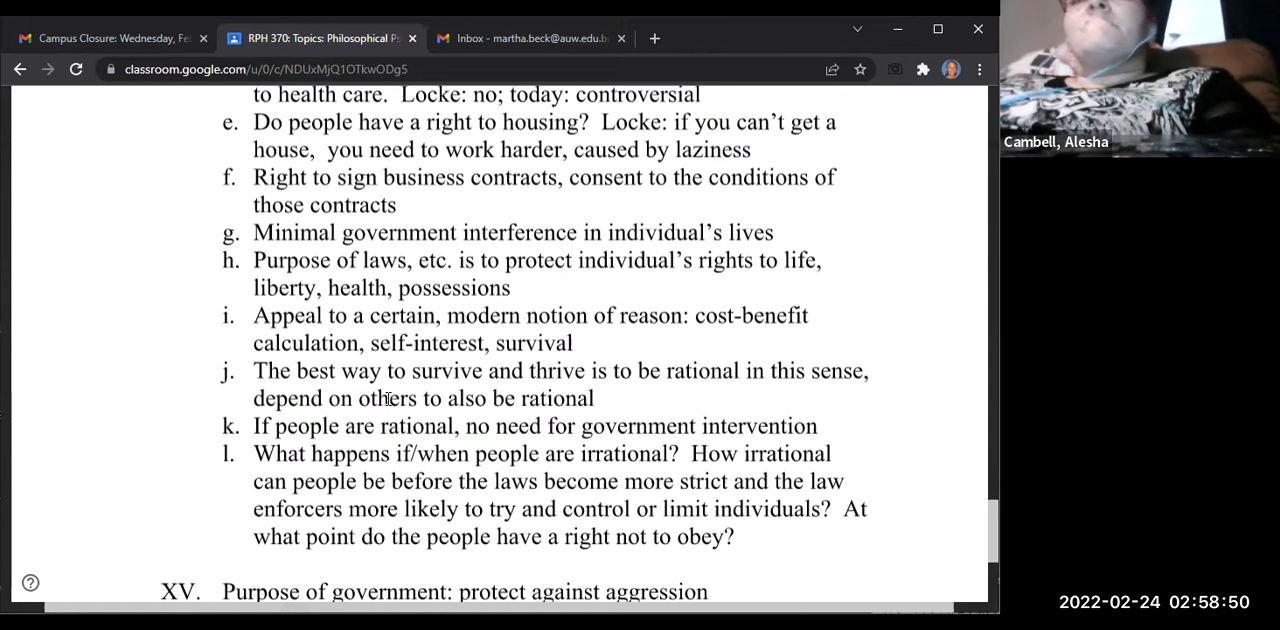 Campus Closure: Wednesday, Fe
RPH 370: Topics: Philosophical Ps
Inbox - martha.beck@auw.edu.b
classroom.google.com/u/0/c/NDUxMjQ1OTkwODg5
to health care. Locke: no; today: controversial
e. Do people have a right to housing? Locke: if you can’t get a
house, you need to work harder, caused by laziness
f. Right to sign business contracts, consent to the conditions of
those contracts
g. Minimal government interference in individual’s lives
h. Purpose of laws, etc. is to protect individual’s rights to life,
liberty, health, possessions
i. Appeal to a certain, modern notion of reason: cost-benefit
calculation, self-interest, survival
j. The best way to survive and thrive is to be rational in this sense,
depend on others to also be rational
k. If people are rational, no need for government intervention
l. What happens if/when people are irrational? How irrational
can people be before the laws become more strict and the law
enforcers more likely to try and control or limit individuals? At
what point do the people have a right not to obey?
XV. Purpose of government: protect against aggression
Cambell, Alesha
2022-02-24 02:58:50